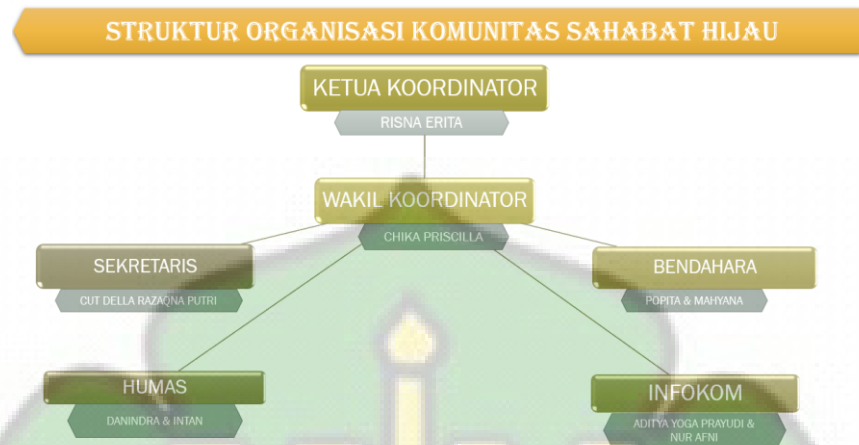 STRUKTUR ORGANISASI KOMUNITAS SAHABAT HIJAU
KETUA KOORDINATOR
RISNA ERITA
WAKIL KOORDINATOR
CHIKA PRISCILLA
SEKRETARIS
CUT DELLA RAZAQNA PUTRI
BENDAHARA
POPITA & MAHYANA
HUMAS
DANINDRA & INTAN
INFOKOM
ADITYA YOGA PRAYUDI &
NUR AFNI